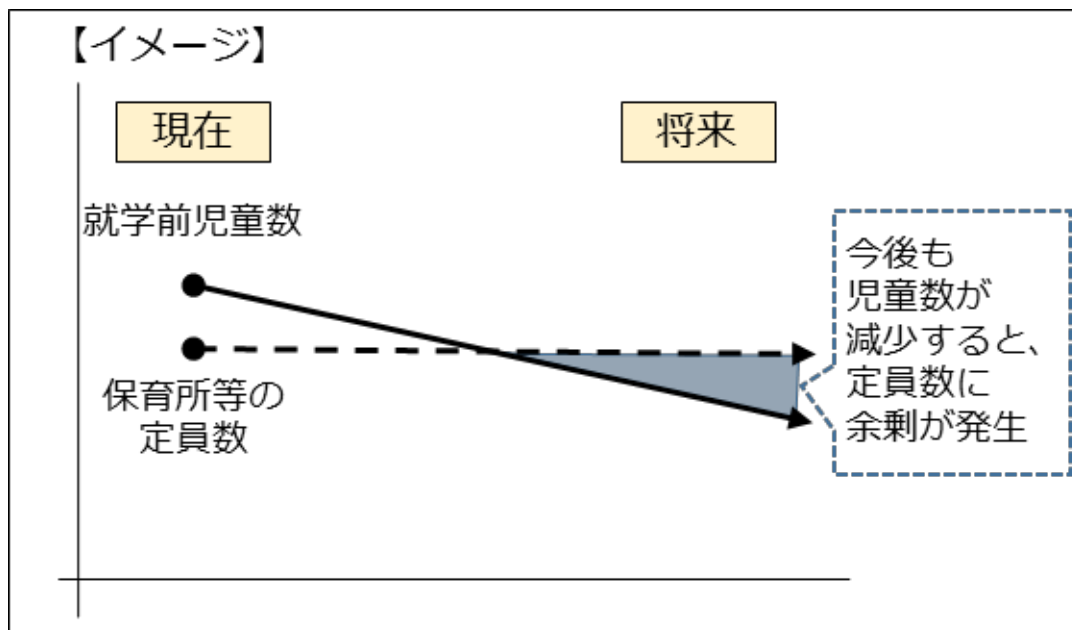 【イメージ】
現在
将来
就学前児童数
保育所等の
定員数
今後も
児童数が
減少すると、
定員数に
余剰が発生